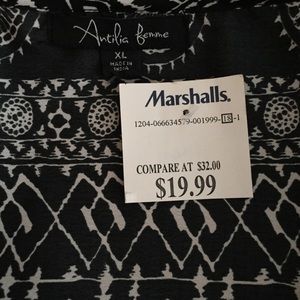 Antilia femme
XL
MADE IN
INDIA
Marshalls.
1204-066634579-001999-18-1
COMPARE AT $32.00
$19.99